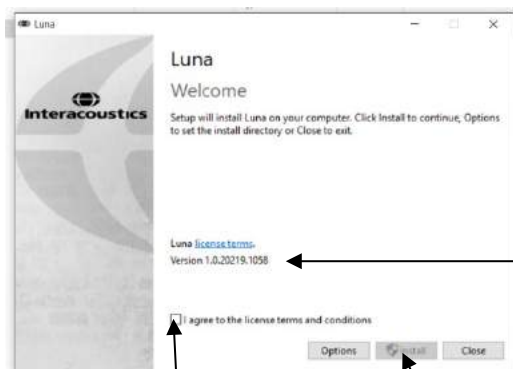 Luna
Luna
Welcome
Interacoustics
Setup will install Luna on your computer. Click Install to continue, Options
to set the install directory or Close to exit.
Luna license terms.
Version 1.0.20219.1058
I agree to the license terms and conditions
Options Install Close